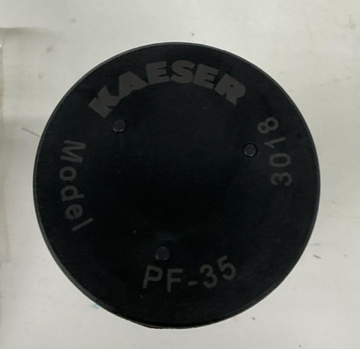 KAESER
Model
PF-35
3018